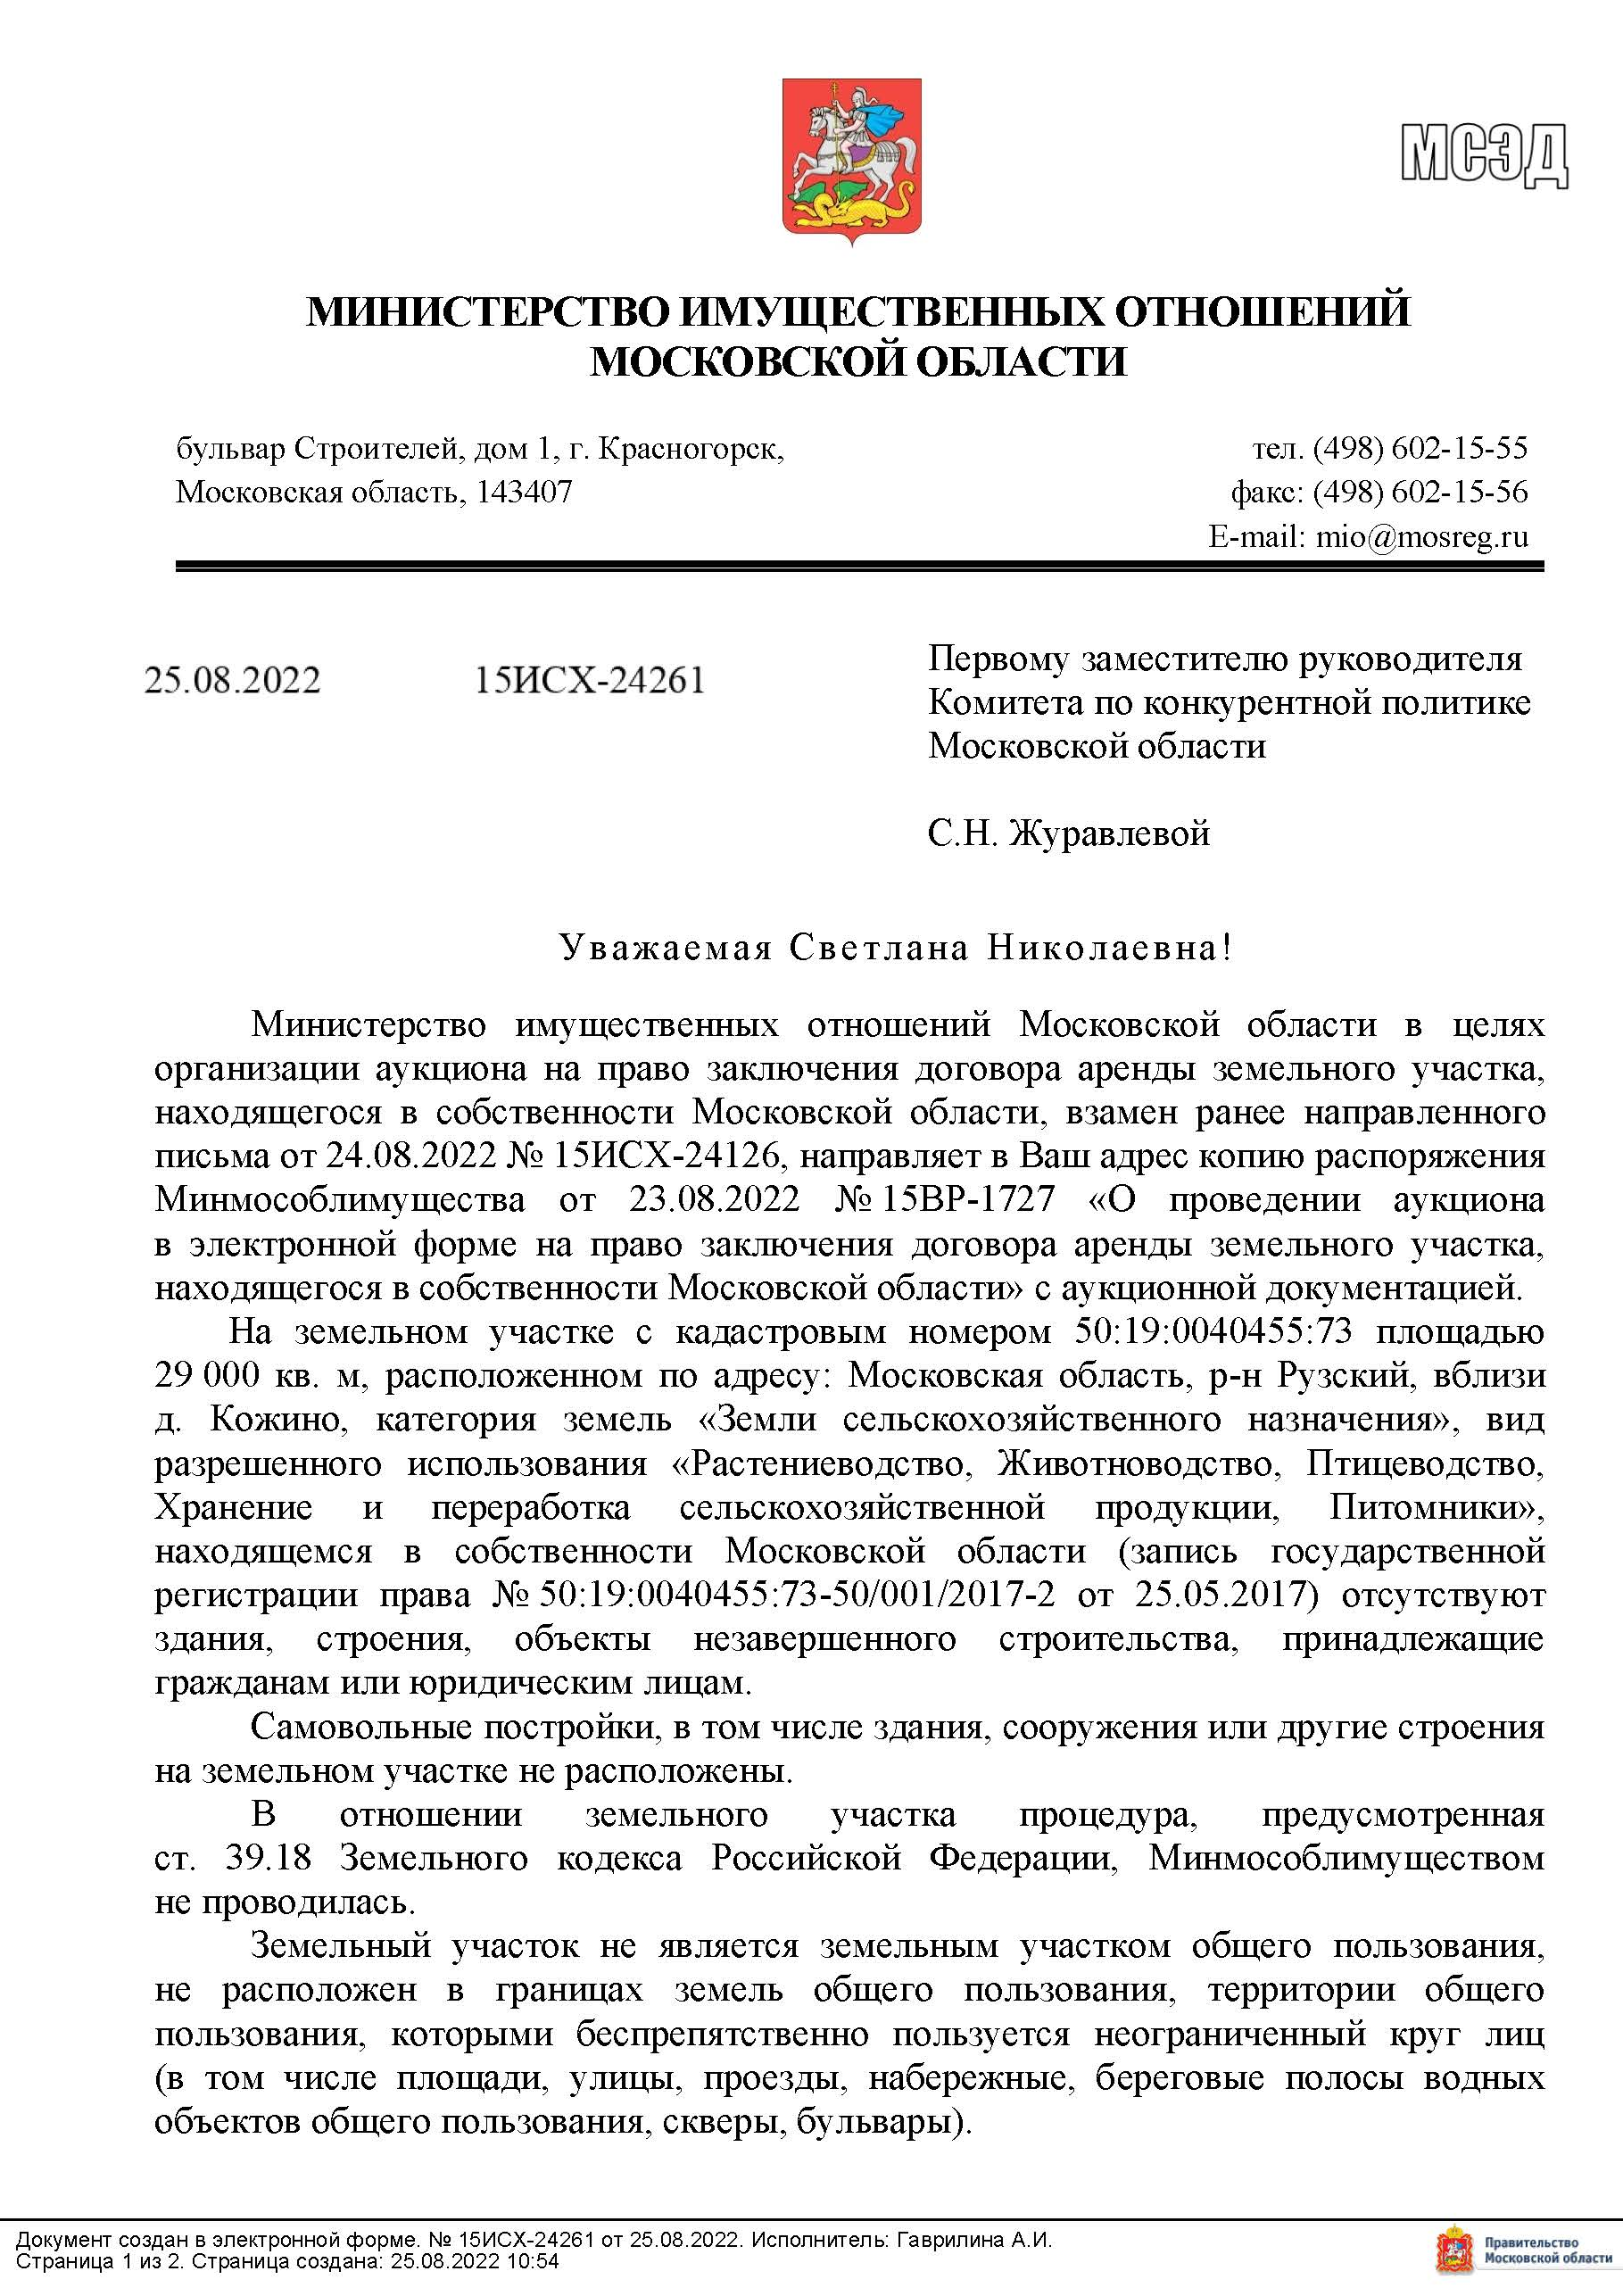 МСЭД
МИНИСТЕРСТВО ИМУЩЕСТВЕННЫХ ОТНОШЕНИЙ
МОСКОВСКОЙ ОБЛАСТИ
бульвар Строителей, дом 1, г. Красногорск,
Московская область, 143407
тел. (498) 602-15-55
факс: (498) 602-15-56
E-mail: mio@mosreg.ru
25.08.2022 15ИСХ-24261
Первому заместителю руководителя
Комитета по конкурентной политике
Московской области
С.Н. Журавлевой
Уважаемая Светлана Николаевна!
Министерство имущественных отношений Московской области в целях
организации аукциона на право заключения договора аренды земельного участка,
находящегося в собственности Московской области, взамен ранее направленного
письма от 24.08.2022 № 15ИСХ-24126, направляет в Ваш адрес копию распоряжения
Минмособлимущества от 23.08.2022 № 15ВР-1727 «О проведении аукциона
в электронной форме на право заключения договора аренды земельного участка,
находящегося в собственности Московской области» с аукционной документацией.
На земельном участке с кадастровым номером 50:19:0040455:73 площадью
29 000 кв. м, расположенном по адресу: Московская область, р-н Рузский, вблизи
д. Кожино, категория земель «Земли сельскохозяйственного назначения», вид
разрешенного использования «Растениеводство, Животноводство, Птицеводство,
Хранение и переработка сельскохозяйственной продукции, Питомники»,
находящемся в собственности Московской области (запись государственной
регистрации права № 50:19:0040455:73-50/001/2017-2 от 25.05.2017) отсутствуют
здания, строения, объекты незавершенного строительства, принадлежащие
гражданам или юридическим лицам.
Самовольные постройки, в том числе здания, сооружения или другие строения
на земельном участке не расположены.
В отношении земельного участка процедура, предусмотренная
ст. 39.18 Земельного кодекса Российской Федерации, Минмособлимуществом
не проводилась.
Земельный участок не является земельным участком общего пользования,
не расположен в границах земель общего пользования, территории общего
пользования, которыми беспрепятственно пользуется неограниченный круг лиц
(в том числе площади, улицы, проезды, набережные, береговые полосы водных
объектов общего пользования, скверы, бульвары).
Документ создан в электронной форме. № 15ИСХ-24261 от 25.08.2022. Исполнитель: Гаврилина А.И.
Страница 1 из 2. Страница создана: 25.08.2022 10:54
Правительство
Московской области